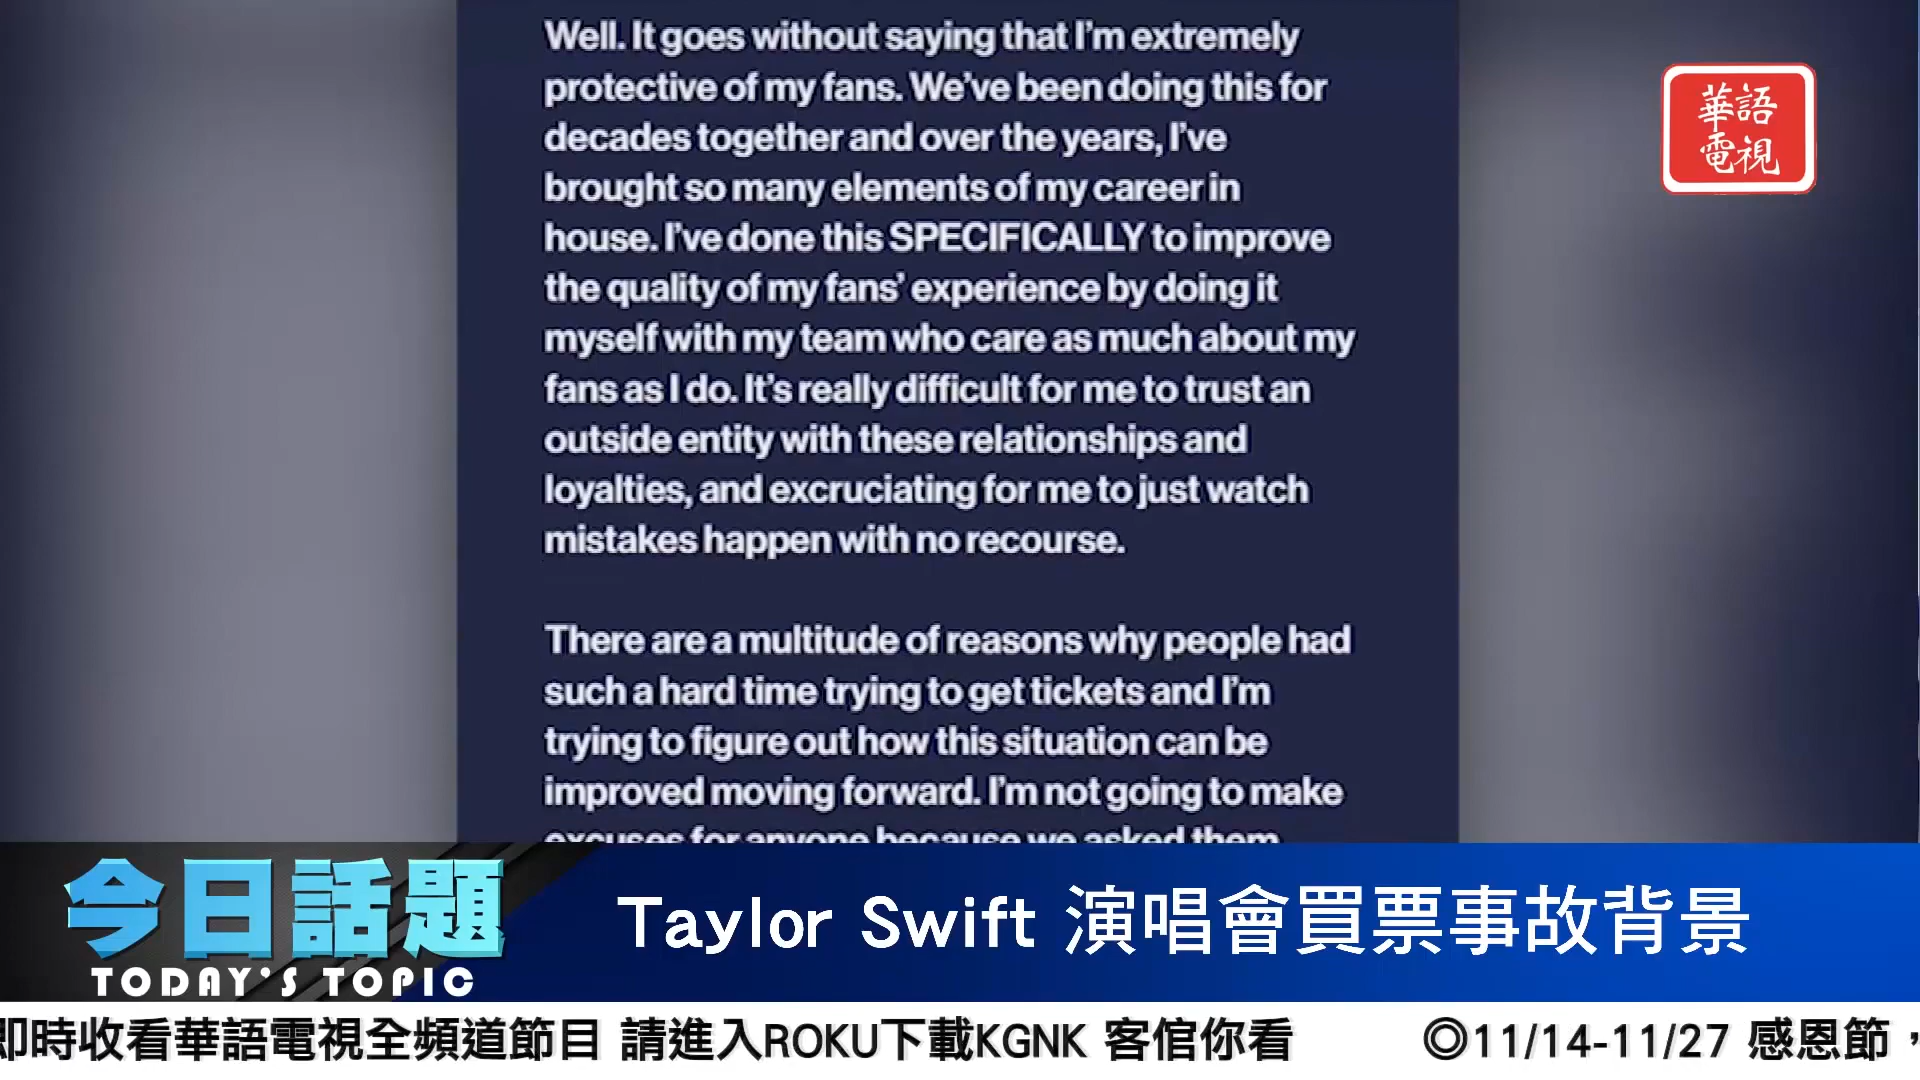 Well. It goes without saying that I'm extremely
protective of my fans. We've been doing this for
decades together and over the years, I've
brought so many elements of my career in
house. I've done this SPECIFICALLY to improve
the quality of my fans' experience by doing it
myself with my team who care as much about my
fans as I do. It's really difficult for me to trust an
outside entity with these relationships and
loyalties, and excruciating for me to just watch
mistakes happen with no recourse.
There are a multitude of reasons why people had
such a hard time trying to get tickets and I'm
trying to figure out how this situation can be
improved moving forward. I'm not going to make
excuses for anyone because we asked them
華語
電視
今日話題
TODAY'S TOPIC
Taylor Swift 演唱會買票事故背景
即時收看華語電視全頻道節目 請進入ROKU下載KGNK 客倌你看 ◎11/14-11/27 感恩節，